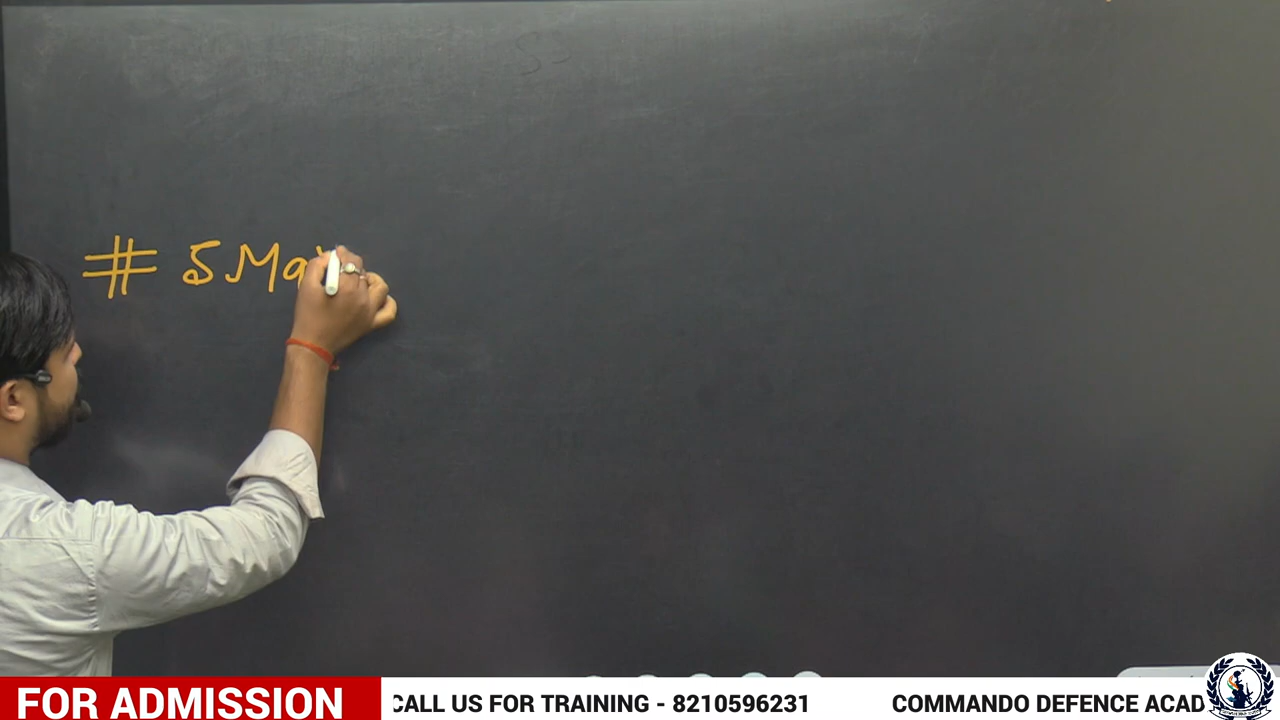 # 5 Ma
FOR ADMISSION
CALL US FOR TRAINING - 8210596231 COMMANDO DEFENCE ACAD